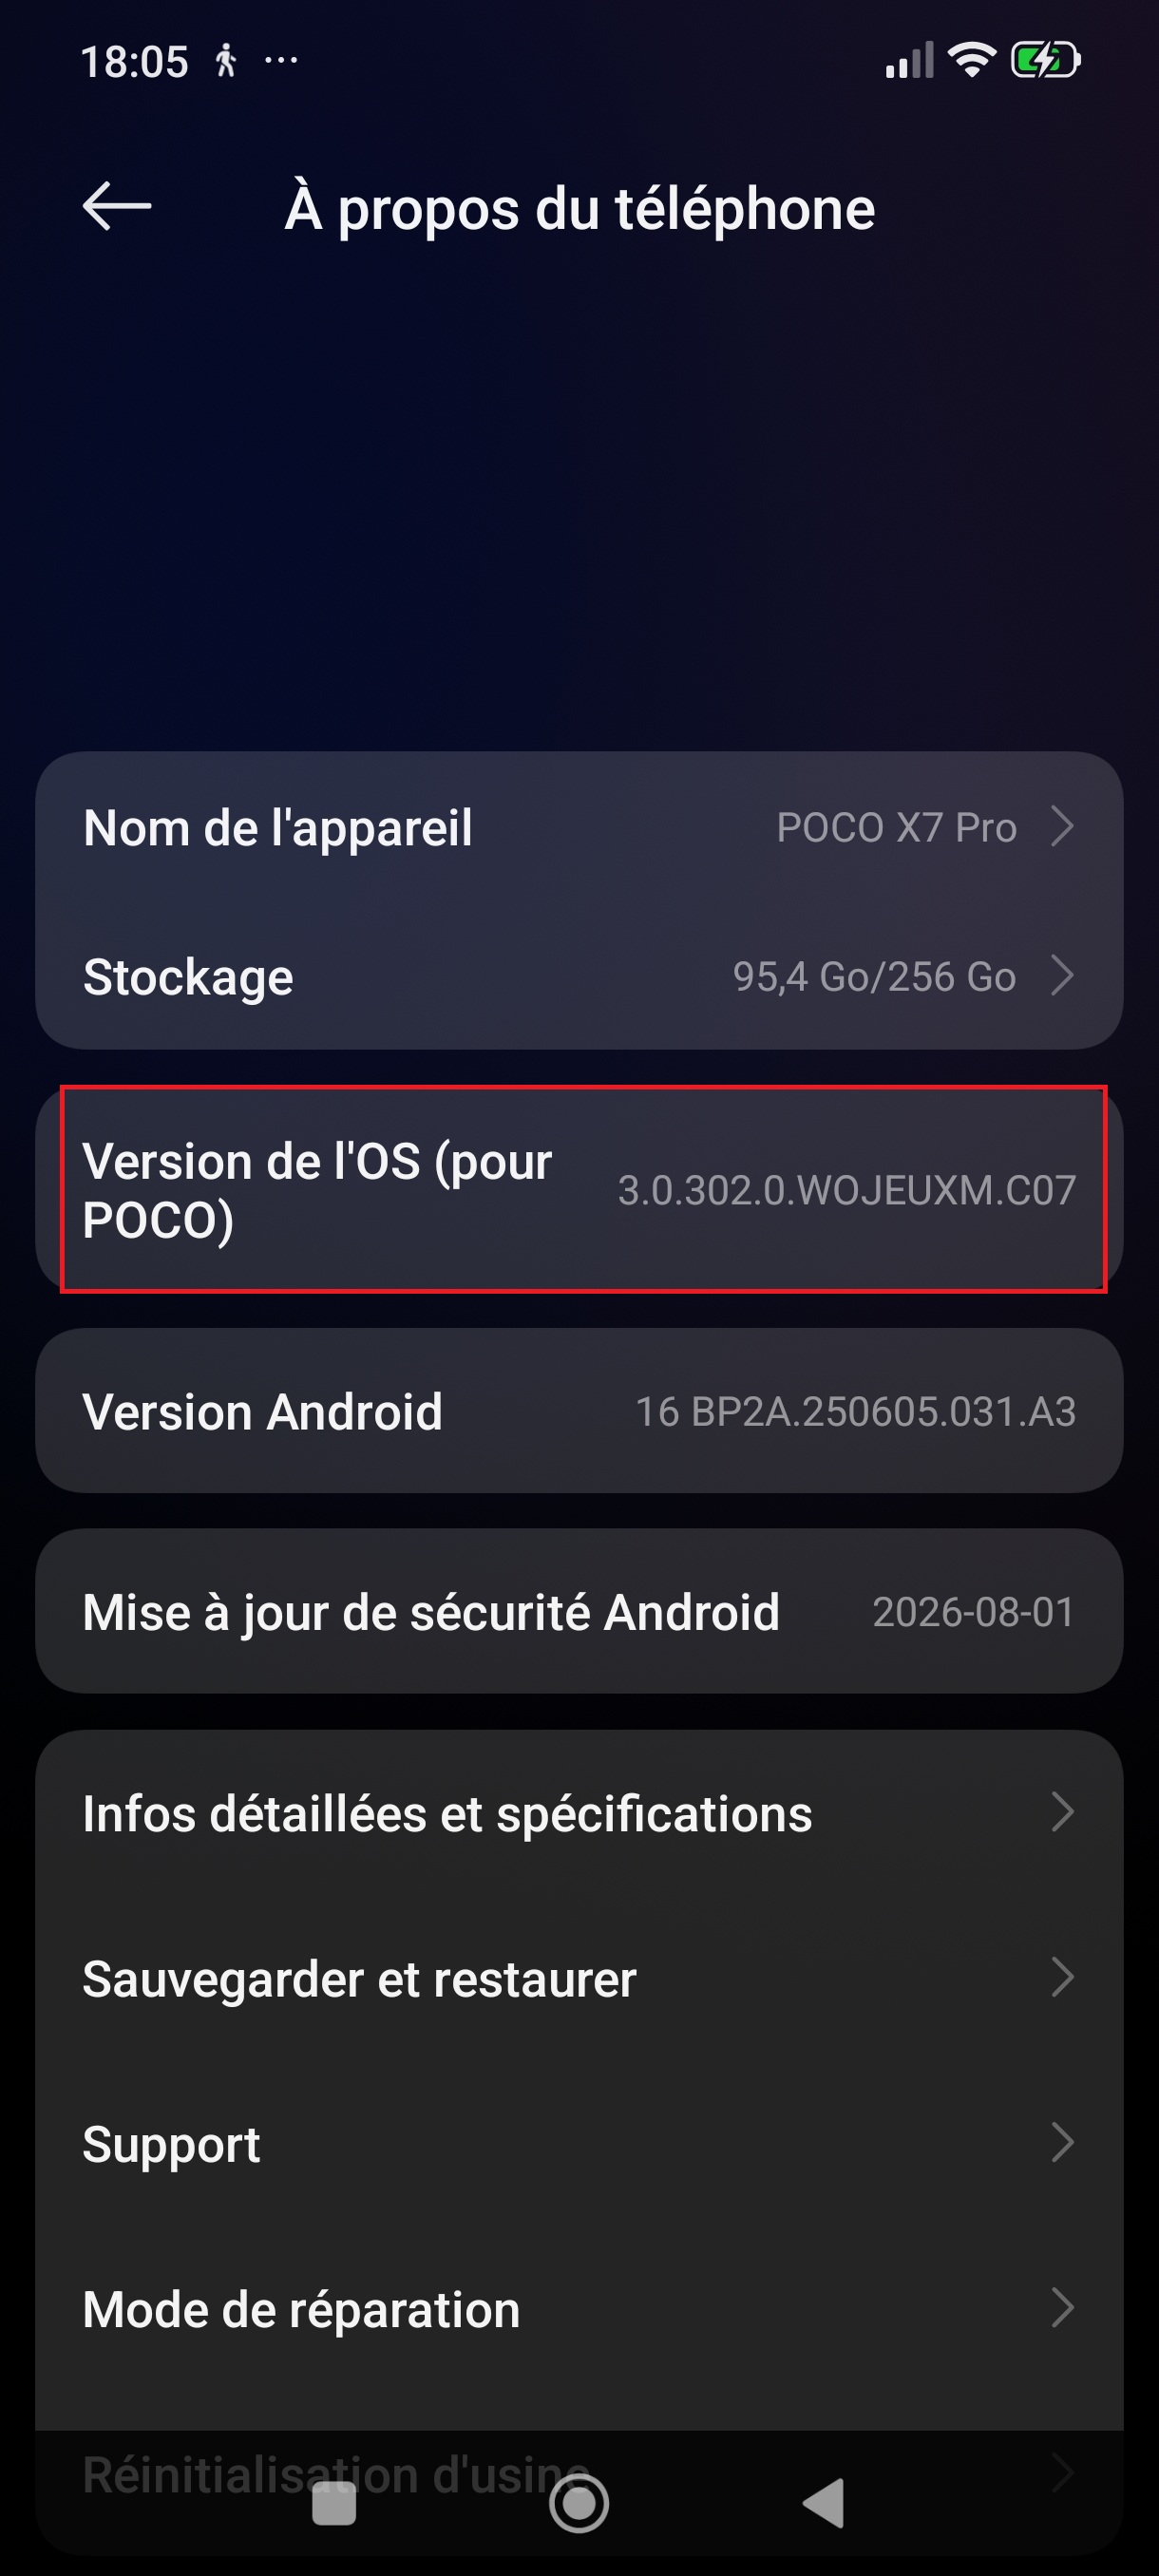 18:05 ...
À propos du téléphone
Nom de l'appareil POCO X7 Pro
Stockage 95,4 Go/256 Go
Version de l'OS (pour
POCO) 3.0.302.0.WOJEUXM.C07
Version Android 16 BP2A.250605.031.A3
Mise à jour de sécurité Android 2026-08-01
Infos détaillées et spécifications
Sauvegarder et restaurer
Support
Mode de réparation
Réinitialisation d'usine